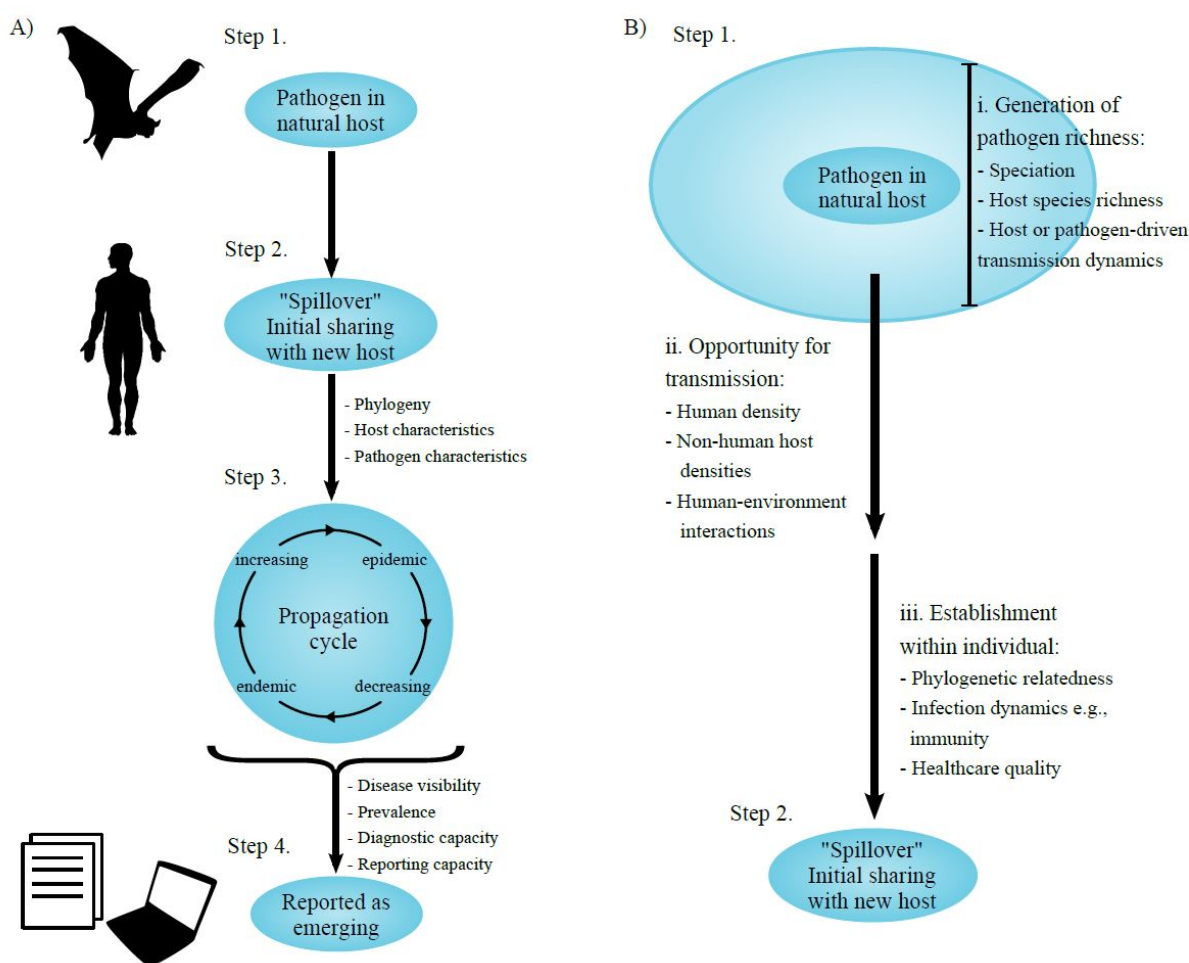 A)
Step 1.
Pathogen in
natural host
Step 2.
"Spillover"
Initial sharing
with new host
- Phylogeny
- Host characteristics
- Pathogen characteristics
Step 3.
increasing
epidemic
Propagation
cycle
endemic
decreasing
- Disease visibility
- Prevalence
- Diagnostic capacity
- Reporting capacity
Step 4.
Reported as
emerging
B)
Step 1.
Pathogen in
natural host
i. Generation of
pathogen richness:
- Speciation
- Host species richness
- Host or pathogen-driven
transmission dynamics
ii. Opportunity for
transmission:
- Human density
- Non-human host
densities
- Human-environment
interactions
iii. Establishment
within individual:
- Phylogenetic relatedness
- Infection dynamics e.g.,
immunity
- Healthcare quality
Step 2.
"Spillover"
Initial sharing
with new host